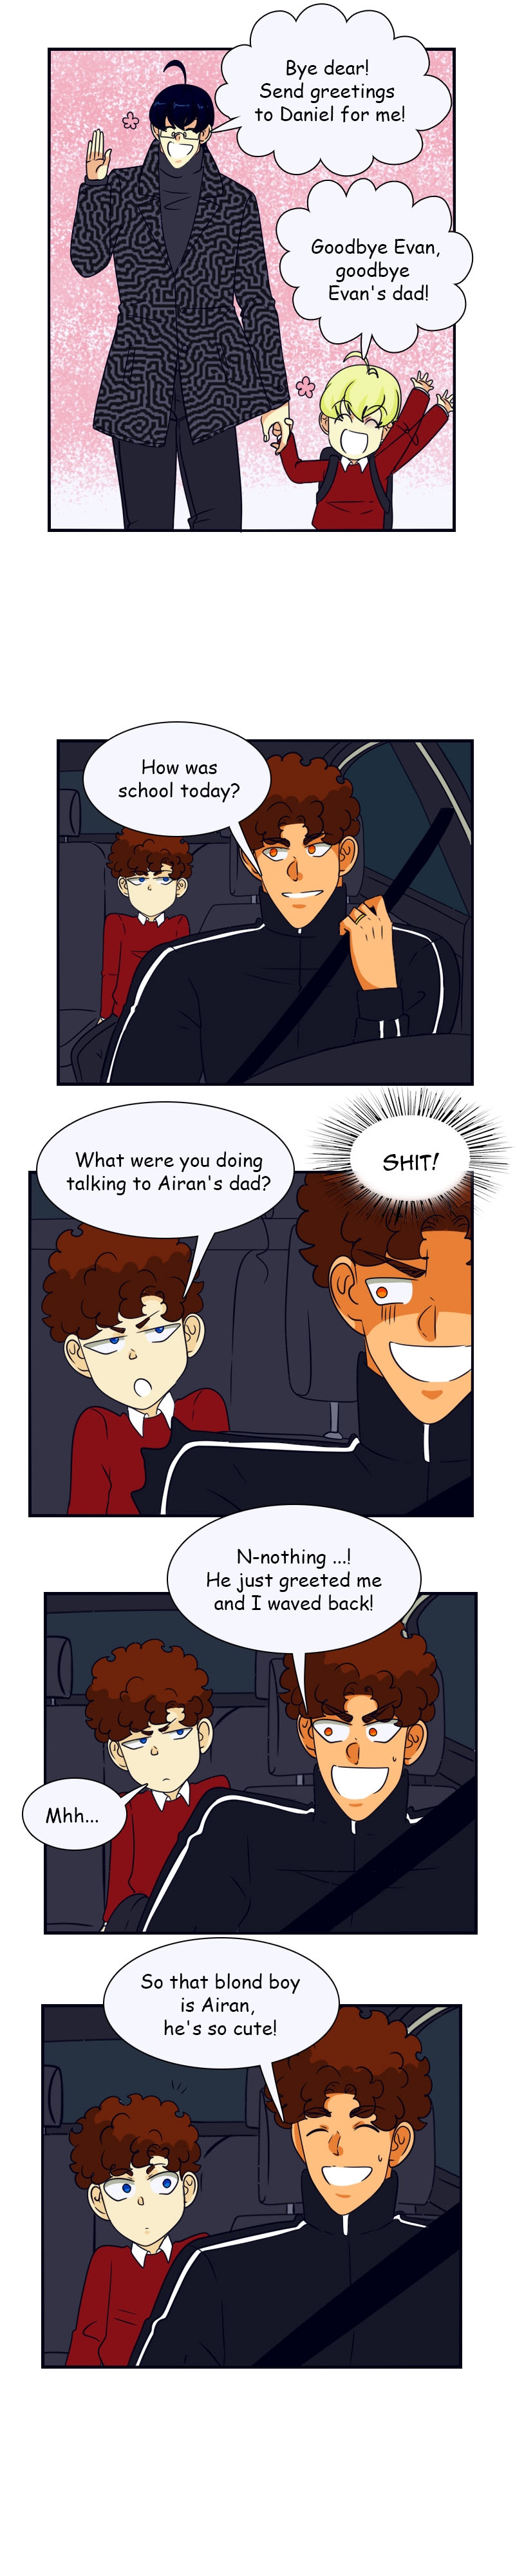 Bye dear!
Send greetings
to Daniel for me!
Goodbye Evan,
goodbye
Evan's dad!
How was
school today?
What were you doing
talking to Airan's dad?
SHIT!
N-nothing ...!
He just greeted me
and I waved back!
Mhh...
So that blond boy
is Airan,
he's so cute!